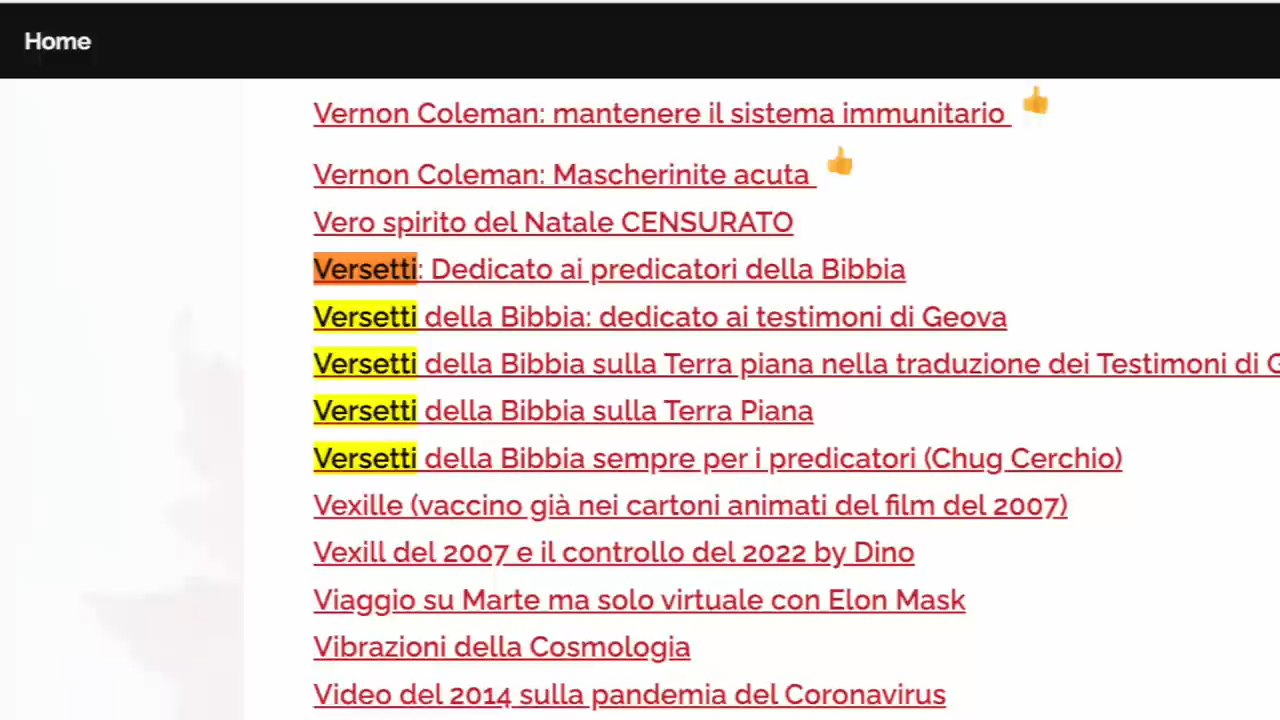 Home
Vernon Coleman: mantenere il sistema immunitario
Vernon Coleman: Mascherinite acuta
Vero spirito del Natale CENSURATO
Versetti: Dedicato ai predicatori della Bibbia
Versetti della Bibbia: dedicato ai testimoni di Geova
Versetti della Bibbia sulla Terra piana nella traduzione dei Testimoni di G
Versetti della Bibbia sulla Terra Piana
Versetti della Bibbia sempre per i predicatori (Chug Cerchio)
Vexille (vaccino già nei cartoni animati del film del 2007)
Vexill del 2007 e il controllo del 2022 by Dino
Viaggio su Marte ma solo virtuale con Elon Mask
Vibrazioni della Cosmologia
Video del 2014 sulla pandemia del Coronavirus